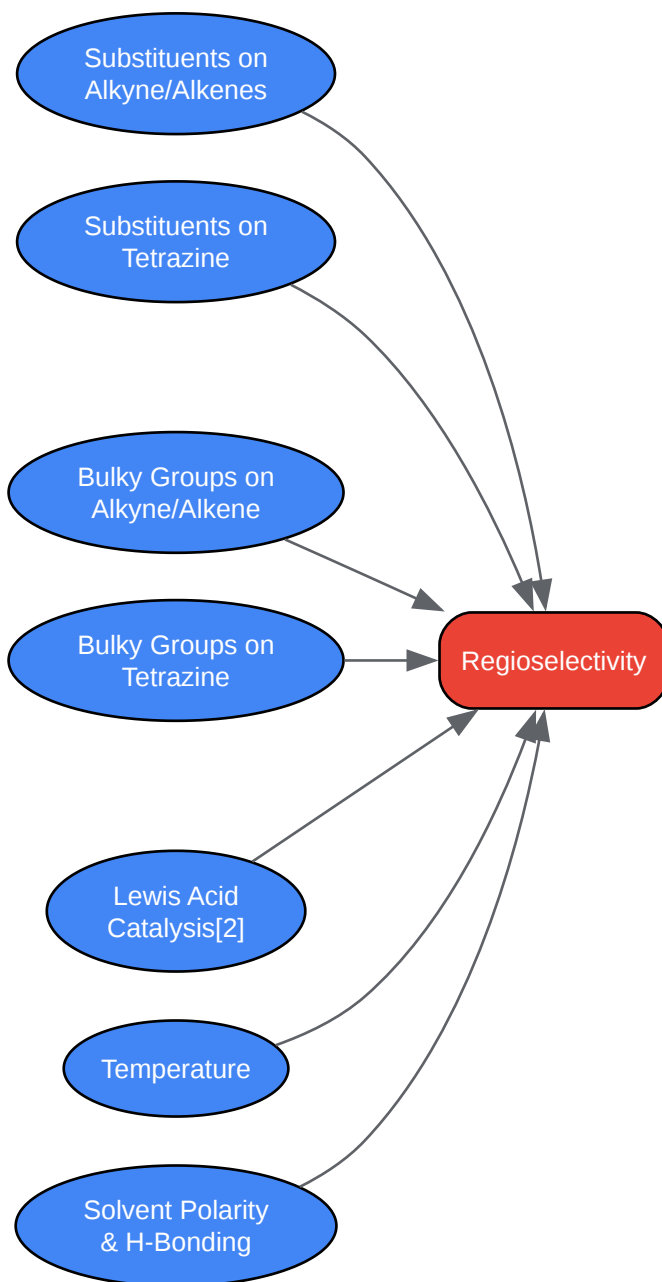 Substituents on
Alkyne/Alkenes
Substituents on
Tetrazine
Bulky Groups on
Alkyne/Alkene
Bulky Groups on
Tetrazine
Regioselectivity
Lewis Acid
Catalysis[2]
Temperature
Solvent Polarity
& H-Bonding